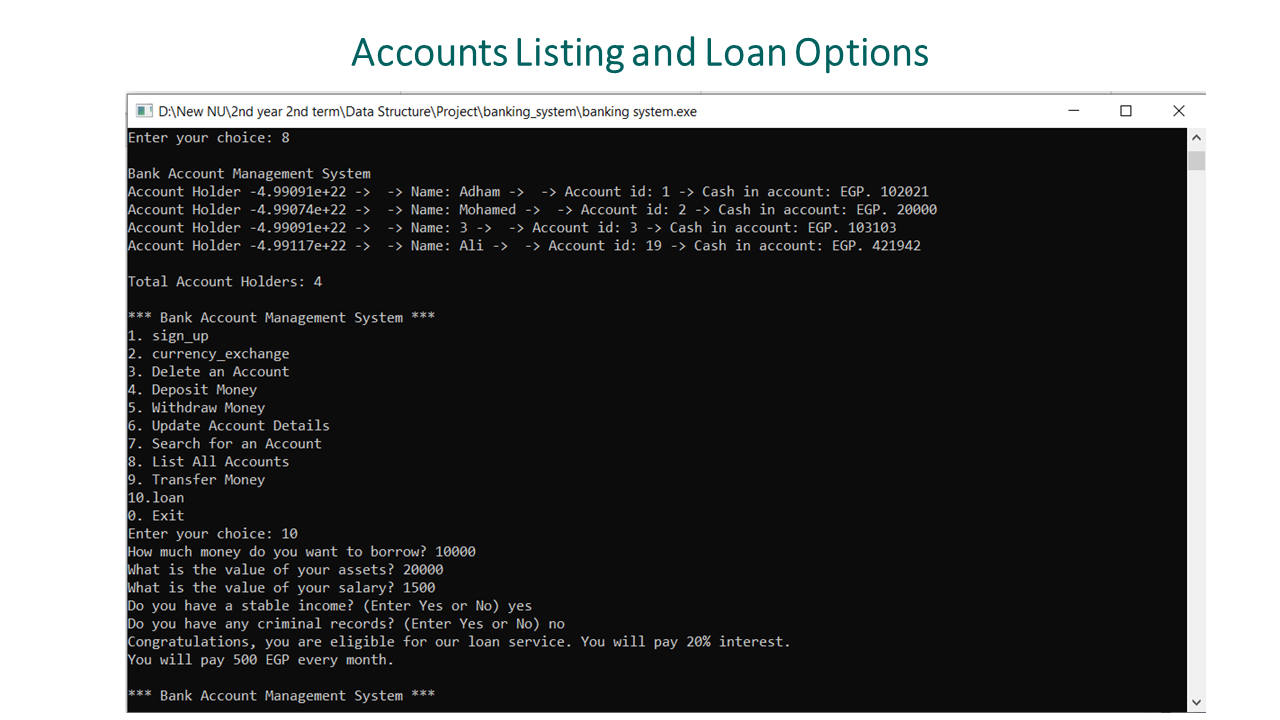 Accounts Listing and Loan Options
D:\New NU\2nd year 2nd term\Data Structure\Project\banking_system\banking system.exe
Enter your choice: 8
Bank Account Management System
Account Holder -4.99091e+22 ->  -> Name: Adham ->  -> Account id: 1 -> Cash in account: EGP. 102021
Account Holder -4.99074e+22 ->  -> Name: Mohamed ->  -> Account id: 2 -> Cash in account: EGP. 20000
Account Holder -4.99091e+22 ->  -> Name: 3 ->  -> Account id: 3 -> Cash in account: EGP. 103103
Account Holder -4.99117e+22 ->  -> Name: Ali ->  -> Account id: 19 -> Cash in account: EGP. 421942
Total Account Holders: 4
*** Bank Account Management System ***
1. sign_up
2. currency_exchange
3. Delete an Account
4. Deposit Money
5. Withdraw Money
6. Update Account Details
7. Search for an Account
8. List All Accounts
9. Transfer Money
10.loan
0. Exit
Enter your choice: 10
How much money do you want to borrow? 10000
What is the value of your assets? 20000
What is the value of your salary? 1500
Do you have a stable income? (Enter Yes or No) yes
Do you have any criminal records? (Enter Yes or No) no
Congratulations, you are eligible for our loan service. You will pay 20% interest.
You will pay 500 EGP every month.
*** Bank Account Management System ***